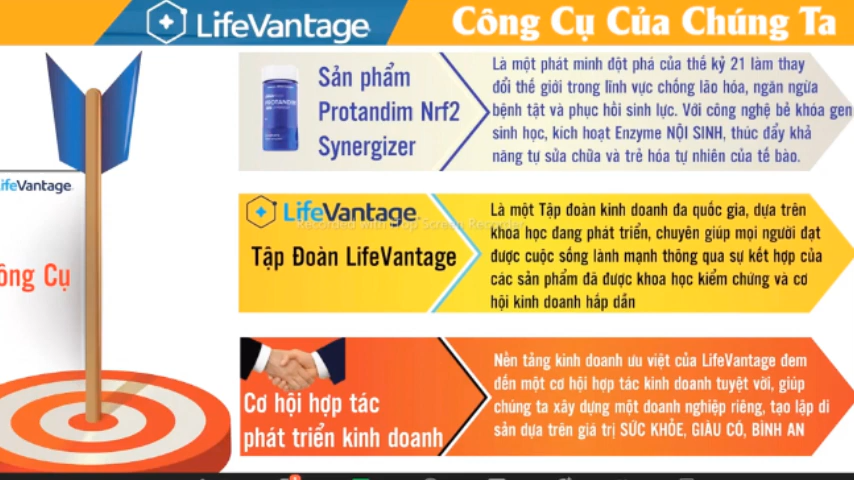 LifeVantage
Công Cụ Của Chúng Ta
ifeVantage
ông Cụ
Sản phẩm
Protandim Nrf2
Synergizer
PROTANDIM
Là một phát minh đột phá của thế kỷ 21 làm thay
đổi thế giới trong lĩnh vực chống lão hóa, ngăn ngừa
bệnh tật và phục hồi sinh lực. Với công nghệ bẻ khóa gen
sinh học, kích hoạt Enzyme NỘI SINH, thúc đẩy khả
năng tự sửa chữa và trẻ hóa tự nhiên của tế bào.
LifeVantage
Tập Đoàn LifeVantage
Là một Tập đoàn kinh doanh đa quốc gia, dựa trên
khoa học đang phát triển, chuyên giúp mọi người đạt
được cuộc sống lành mạnh thông qua sự kết hợp của
các sản phẩm đã được khoa học kiểm chứng và cơ
hội kinh doanh hấp dẫn
Cơ hội hợp tác
phát triển kinh doanh
Nền tảng kinh doanh ưu việt của LifeVantage đem
đến một cơ hội hợp tác kinh doanh tuyệt vời, giúp
chúng ta xây dựng một doanh nghiệp riêng, tạo lập di
sản dựa trên giá trị SỨC KHỎE, GIÀU CÓ, BÌNH AN